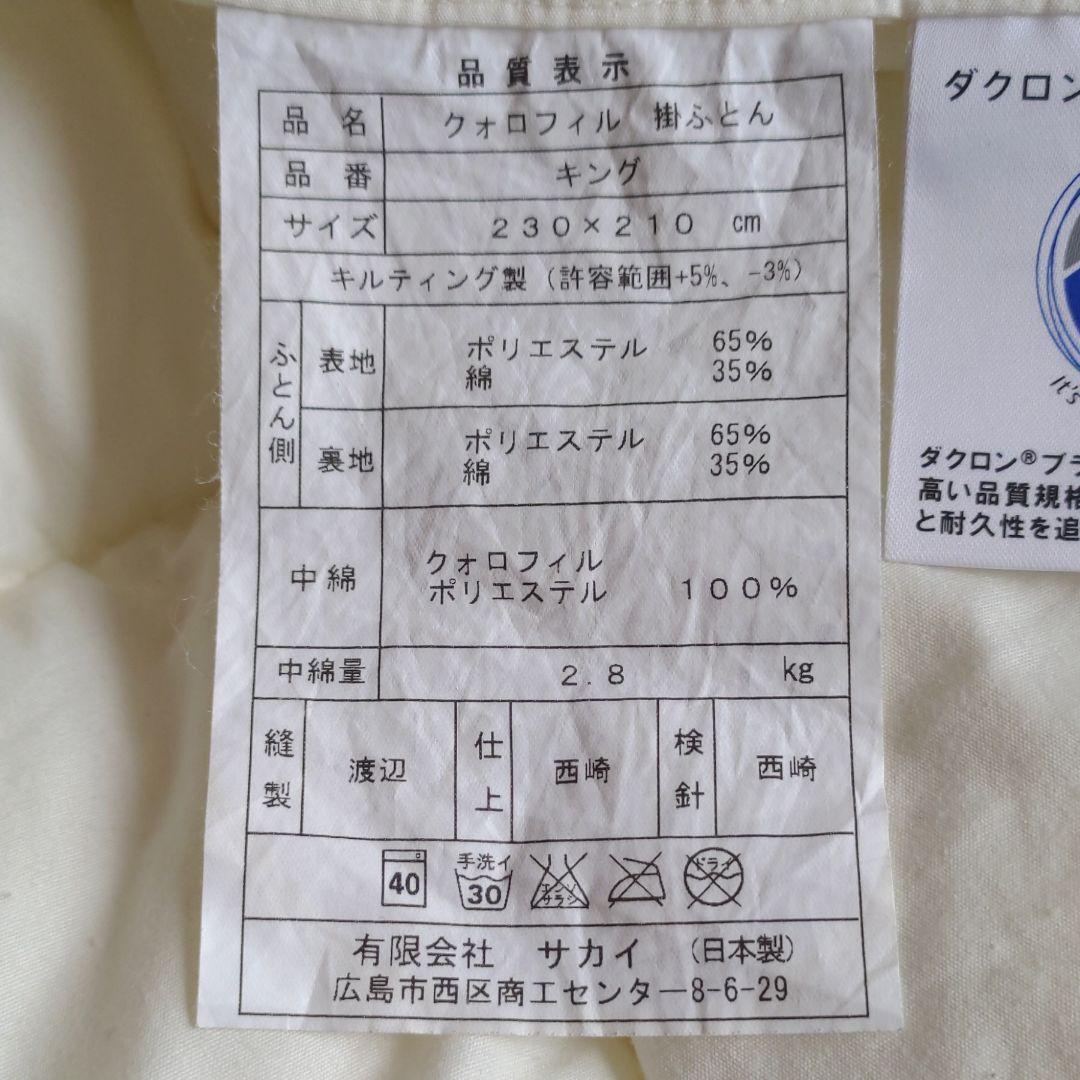 品質表示
品名 クォロフィル 掛ふとん
品番 キング
サイズ 230×210 cm
キルティング製(許容範囲+5%、-3%)
ふとん側
表地 ポリエステル 65%
綿 35%
裏地 ポリエステル 65%
綿 35%
中綿 クォロフィル
ポリエステル 100%
中綿量 2.8 kg
縫製 渡辺 仕上 西崎 検針 西崎
40 手洗イ 30 エンソサラシ ドライ
有限会社 サカイ (日本製)
広島市西区商工センター8-6-29
ダクロン
It's
ダクロン®ブラ
高い品質規格
と耐久性を追